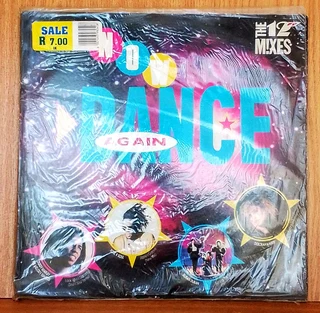 SALE
R 7.00
THE 12"
MIXES
NOW
DANCE
AGAIN